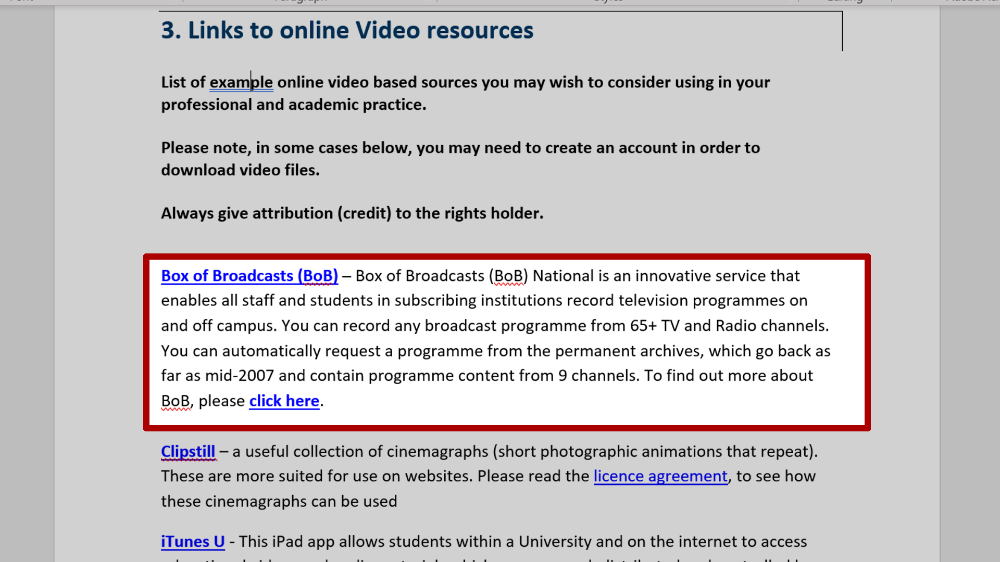 3. Links to online Video resources
List of example online video based sources you may wish to consider using in your
professional and academic practice.
Please note, in some cases below, you may need to create an account in order to
download video files.
Always give attribution (credit) to the rights holder.
Box of Broadcasts (BoB) – Box of Broadcasts (BoB) National is an innovative service that
enables all staff and students in subscribing institutions record television programmes on
and off campus. You can record any broadcast programme from 65+ TV and Radio channels.
You can automatically request a programme from the permanent archives, which go back as
far as mid-2007 and contain programme content from 9 channels. To find out more about
BoB, please click here.
Clipstill – a useful collection of cinemagraphs (short photographic animations that repeat).
These are more suited for use on websites. Please read the licence agreement, to see how
these cinemagraphs can be used
iTunes U - This iPad app allows students within a University and on the internet to access